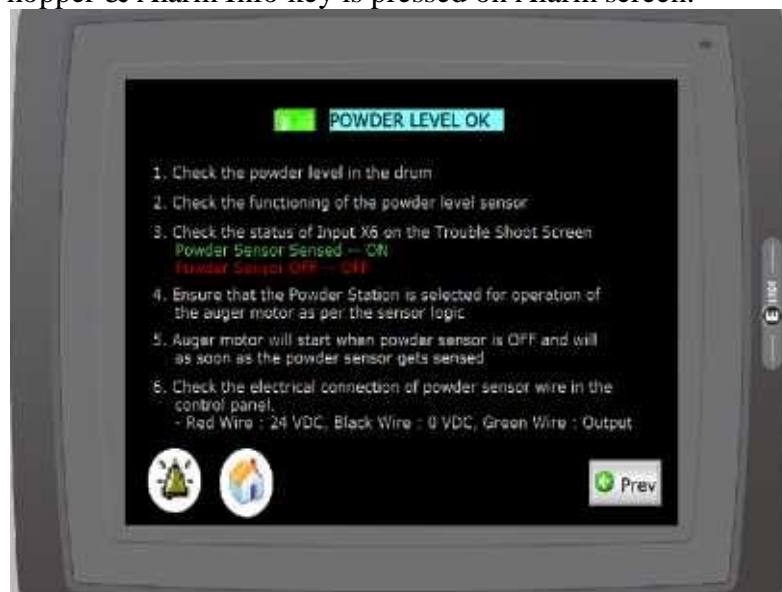 hopper & Alarm Info key is pressed on Alarm screen.
POWDER LEVEL OK
1. Check the powder level in the drum
2. Check the functioning of the powder level sensor
3. Check the status of Input X6 on the Trouble Shoot Screen
Powder Sensor Sensed -- ON
Powder Sensor OFF -- OFF
4. Ensure that the Powder Station is selected for operation of
the auger motor as per the sensor logic
5. Auger motor will start when powder sensor is OFF and will
as soon as the powder sensor gets sensed
6. Check the electrical connection of powder sensor wire in the
control panel.
- Red Wire : 24 VDC, Black Wire : 0 VDC, Green Wire : Output
Prev